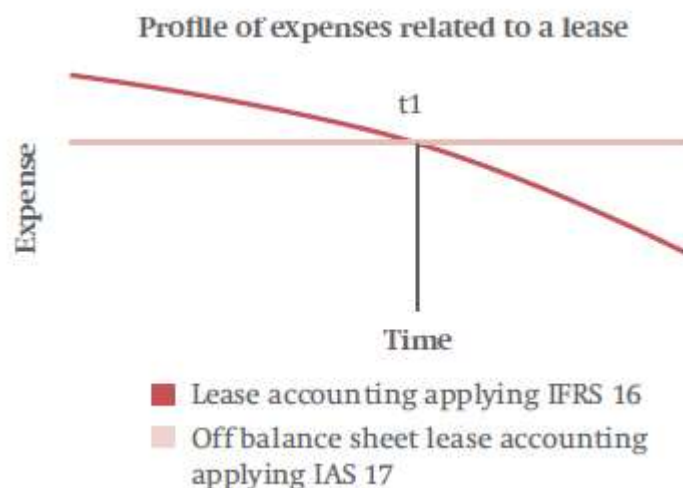 Profile of expenses related to a lease
t1
Expense
Time
Lease accounting applying IFRS 16
Off balance sheet lease accounting
applying IAS 17